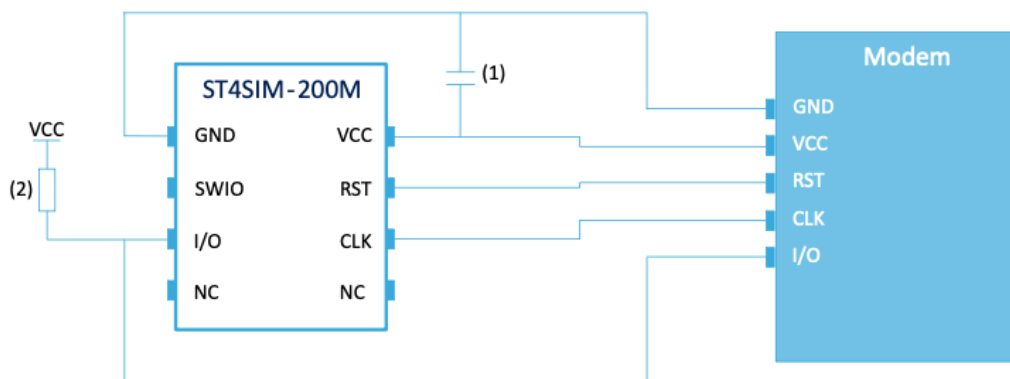 (1)
ST4SIM-200M
GND
VCC
SWIO
RST
I/O
CLK
NC
NC
VCC
(2)
Modem
GND
VCC
RST
CLK
I/O